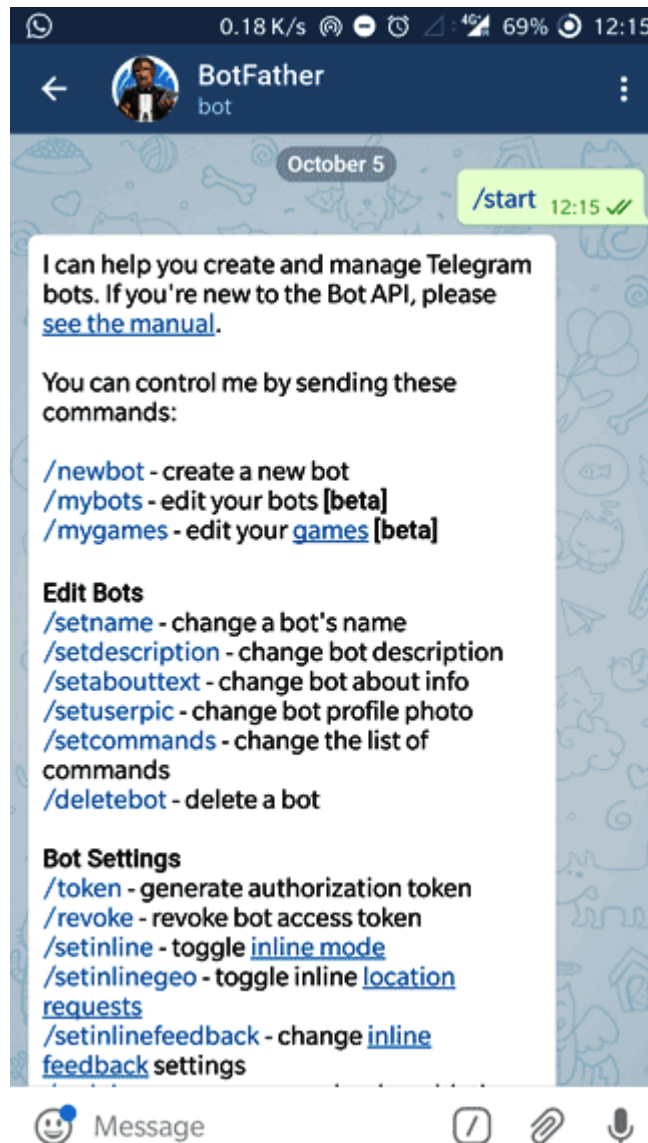 0.18 K/s 4G 69% 12:15
BotFather
bot
October 5
/start 12:15
I can help you create and manage Telegram
bots. If you're new to the Bot API, please
see the manual.
You can control me by sending these
commands:
/newbot - create a new bot
/mybots - edit your bots [beta]
/mygames - edit your games [beta]
Edit Bots
/setname - change a bot's name
/setdescription - change bot description
/setabouttext - change bot about info
/setuserpic - change bot profile photo
/setcommands - change the list of
commands
/deletebot - delete a bot
Bot Settings
/token - generate authorization token
/revoke - revoke bot access token
/setinline - toggle inline mode
/setinlinegeo - toggle inline location
requests
/setinlinefeedback - change inline
feedback settings
Message